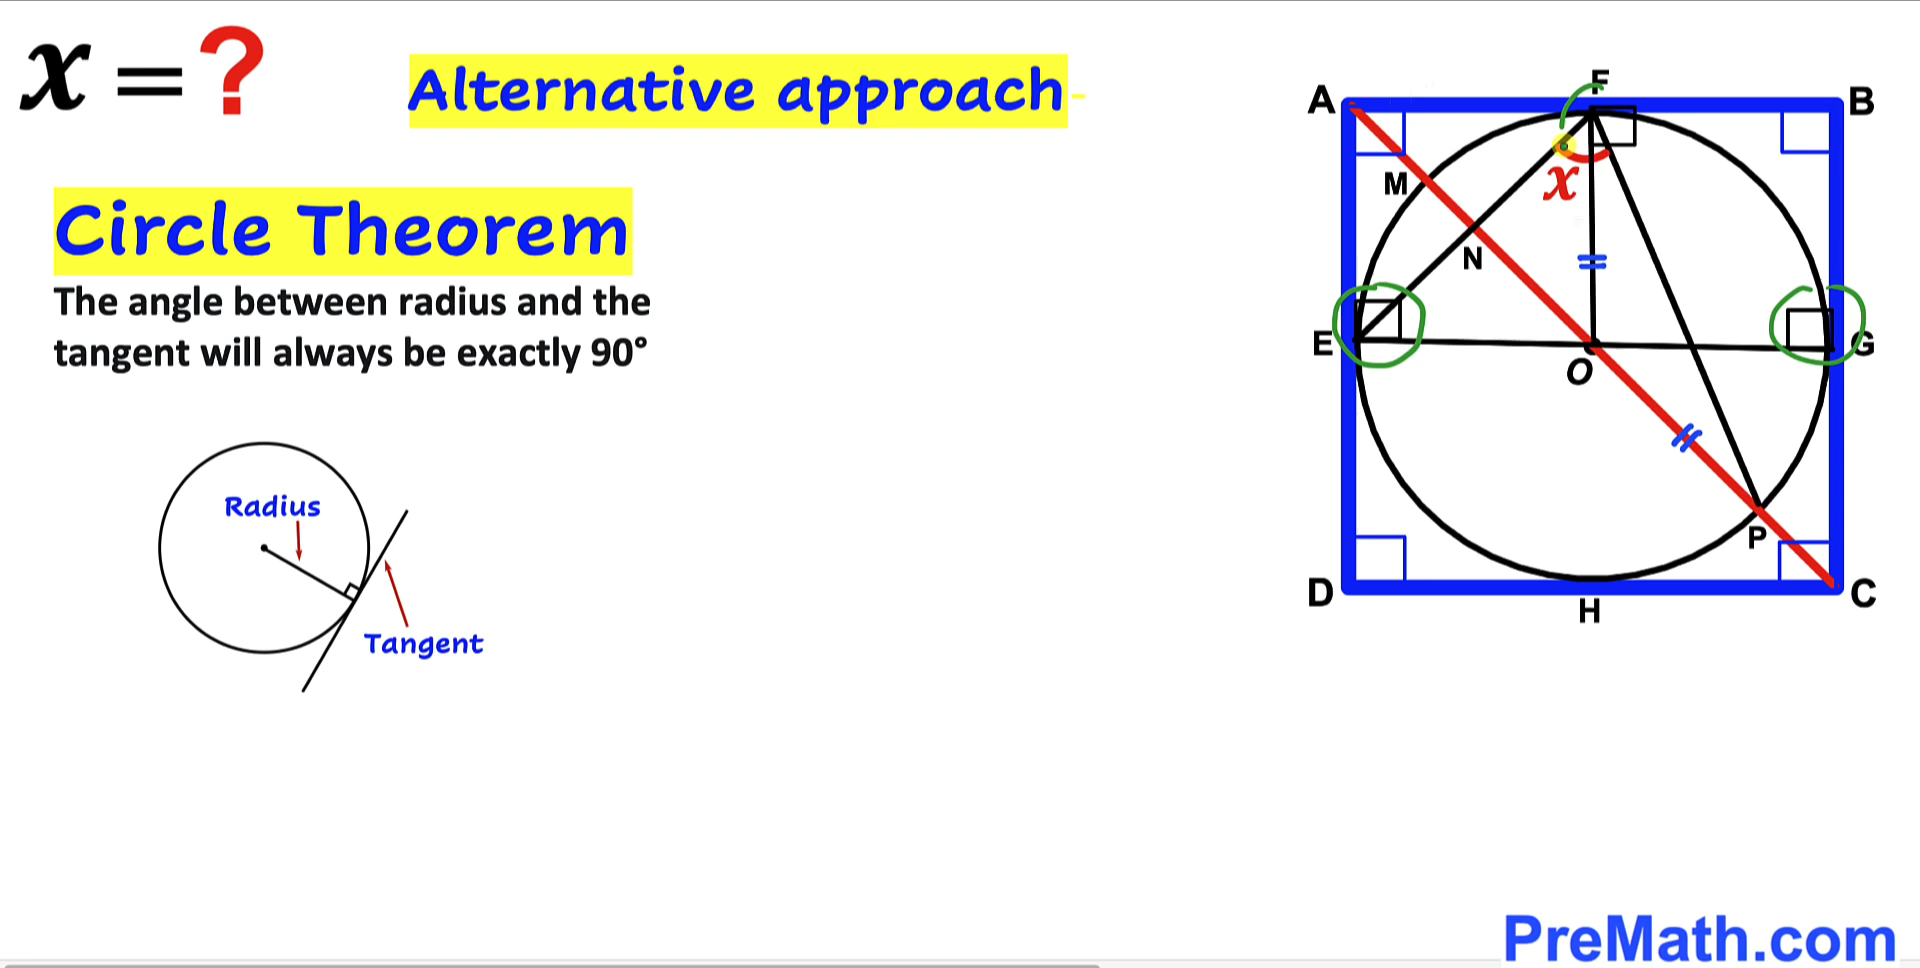 x = ?
Alternative approach
Circle Theorem
The angle between radius and the
tangent will always be exactly 90°
Radius
Tangent
F
A
B
M
x
N
E
G
O
P
D
C
H
PreMath.com